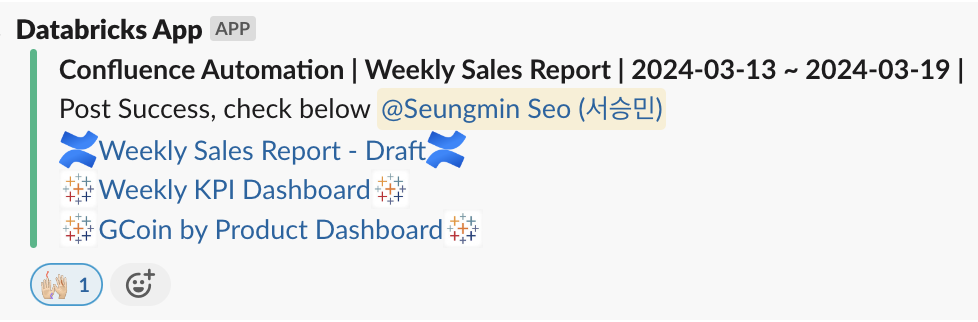 Databricks App APP
Confluence Automation | Weekly Sales Report | 2024-03-13 ~ 2024-03-19 |
Post Success, check below @Seungmin Seo (서승민)
Weekly Sales Report - Draft
Weekly KPI Dashboard
GCoin by Product Dashboard
1